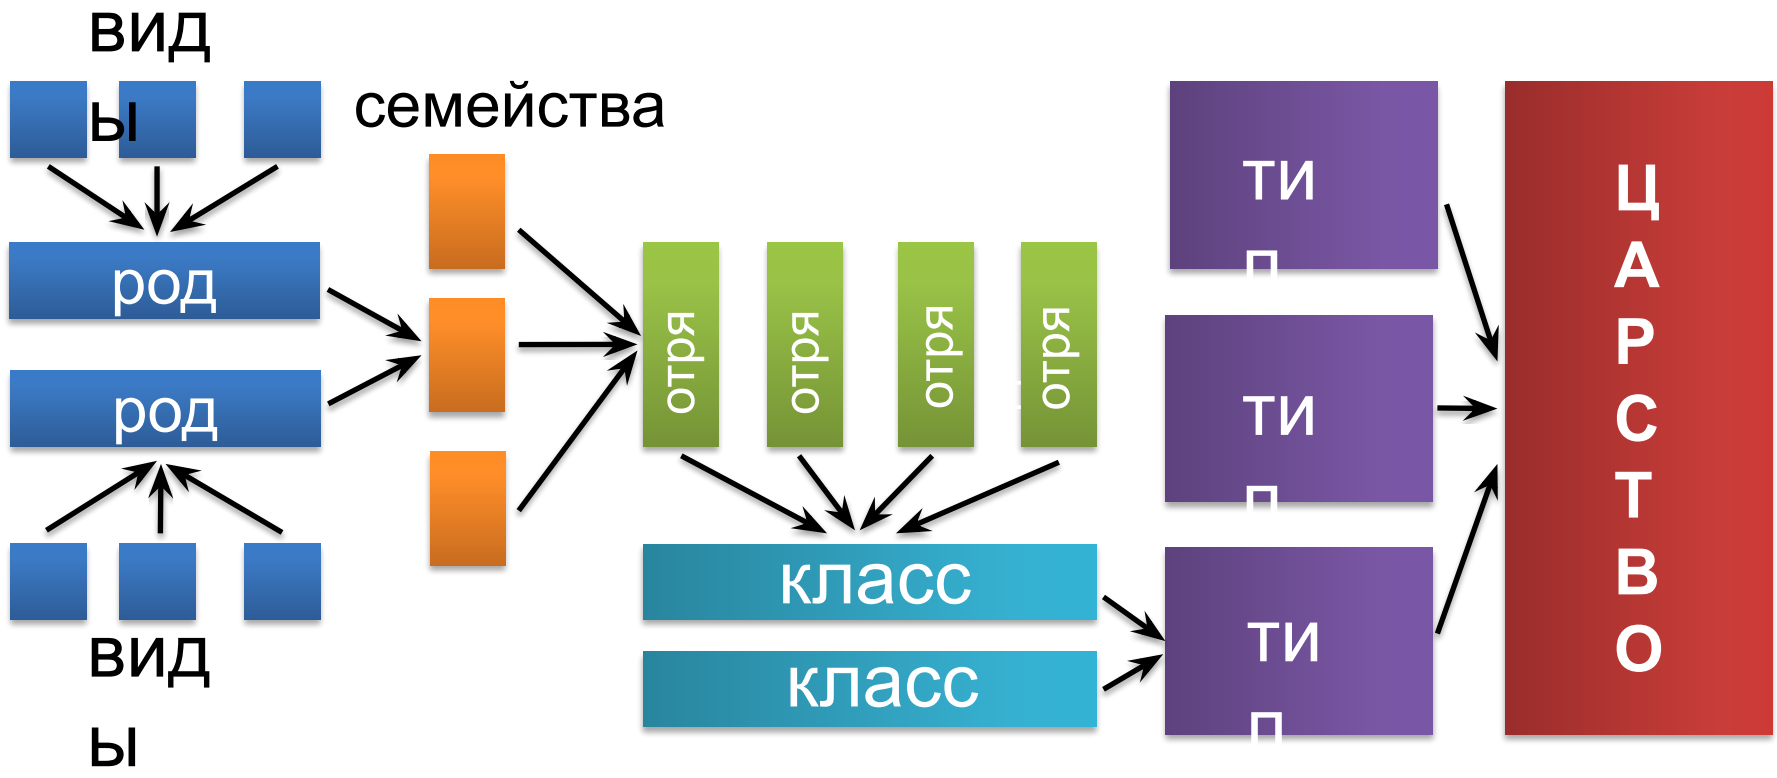 вид
ы
семейства
род
род
вид
ы
отря
отря
отря
отря
класс
класс
ти
п
ти
п
ти
п
Ц
А
Р
С
Т
В
О